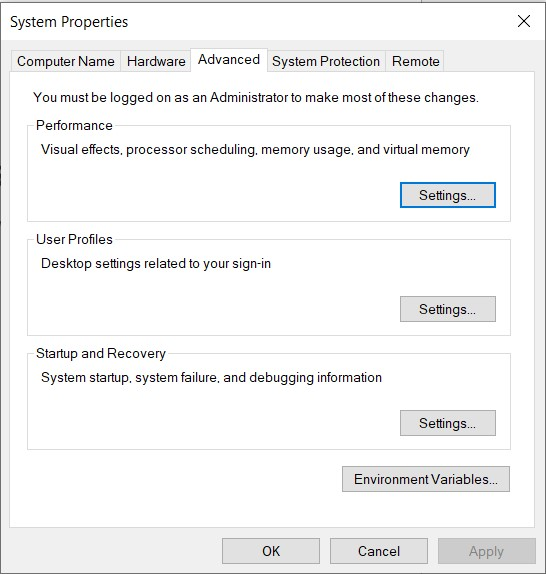 System Properties
Computer Name Hardware Advanced System Protection Remote
You must be logged on as an Administrator to make most of these changes.
Performance
Visual effects, processor scheduling, memory usage, and virtual memory
Settings...
User Profiles
Desktop settings related to your sign-in
Settings...
Startup and Recovery
System startup, system failure, and debugging information
Settings...
Environment Variables...
OK Cancel Apply